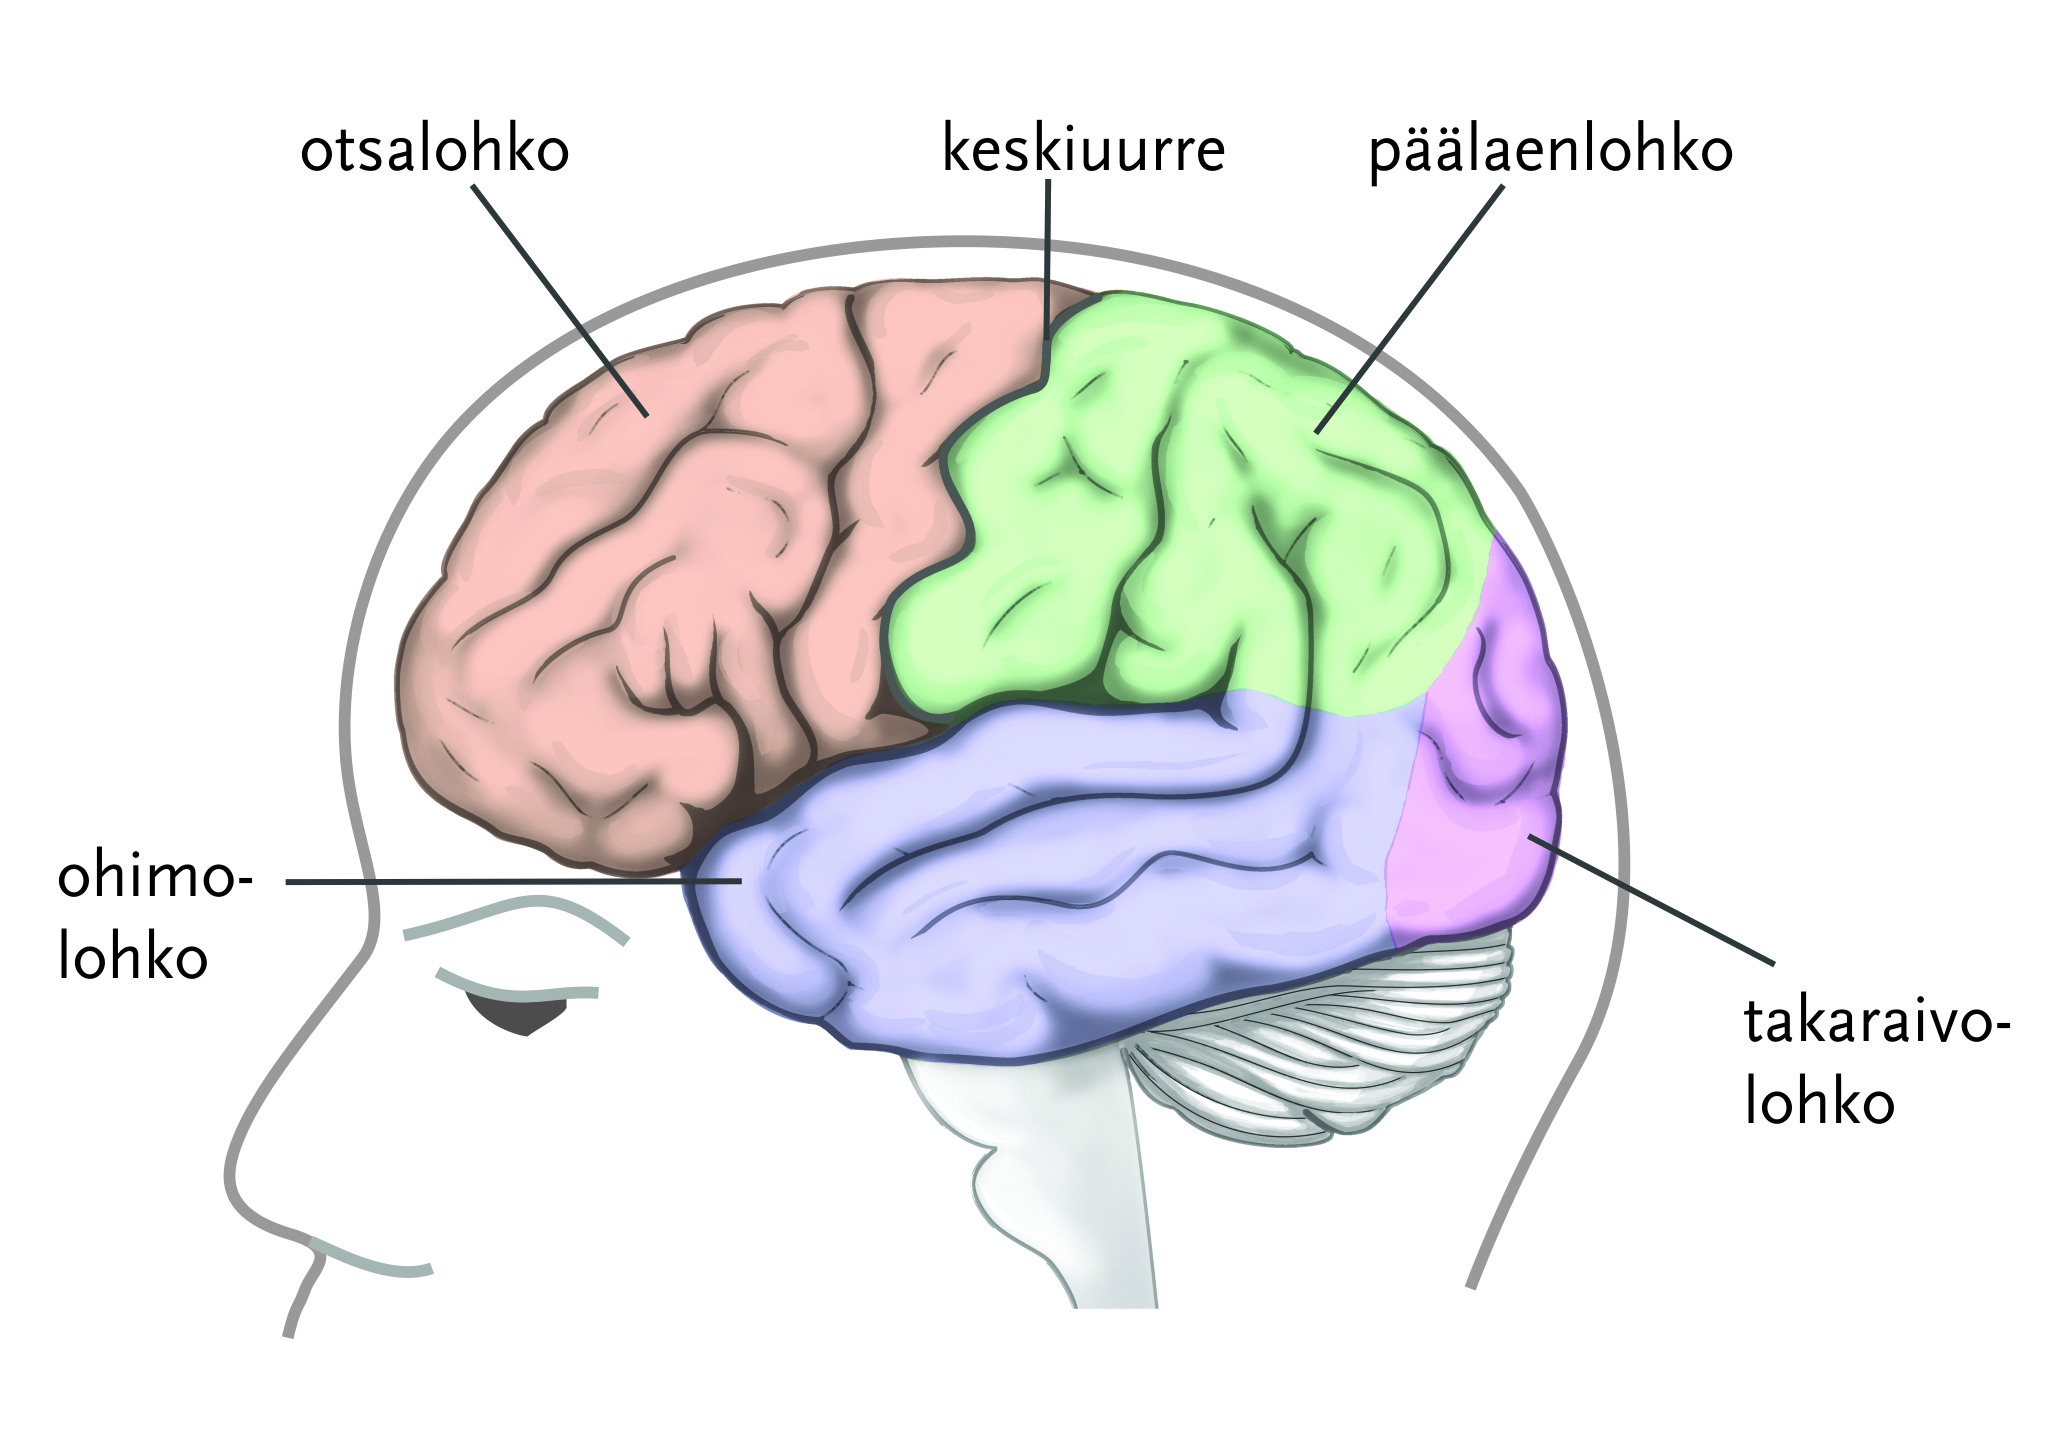 otsalohko
keskiuurre
päälaenlohko
ohimo-
lohko
takaraivo-
lohko